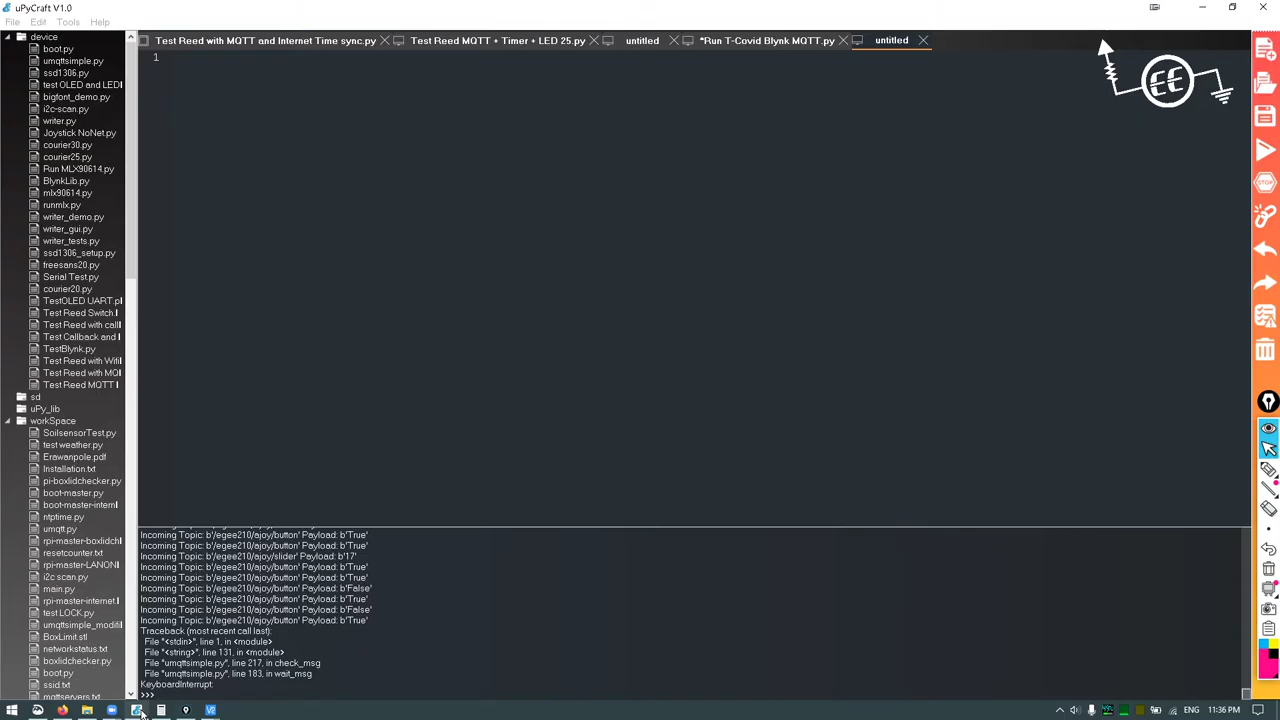 uPyCraft V1.0
File Edit Tools Help
device
boot.py
umqttsimple.py
ssd1306.py
test OLED and LEDI
bigfont_demo.py
i2c-scan.py
writer.py
Joystick NoNet.py
courier30.py
courier25.py
Run MLX90614.py
BlynkLib.py
mlx90614.py
runmlx.py
writer_demo.py
writer_gui.py
writer_tests.py
ssd1306_setup.py
freesans20.py
Serial Test.py
courier20.py
TestOLED UART.pl
Test Reed Switch.l
Test Reed with call
Test Callback and l
TestBlynk.py
Test Reed with Wifi
Test Reed with MQ
Test Reed MQTT l
sd
uPy_lib
workSpace
SoilsensorTest.py
test weather.py
Erawanpole.pdf
Installation.txt
pi-boxlidchecker.py
boot-master.py
boot-master-intern
ntptime.py
umqtt.py
rpi-master-boxlidch
resetcounter.txt
rpi-master-LANONI
i2c scan.py
main.py
rpi-master-internet.l
test LOCK.py
umqttsimple_modifi
BoxLimit.stl
networkstatus.txt
boxlidchecker.py
boot.py
ssid.txt
mqttservers.txt
Test Reed with MQTT and Internet Time sync.py Test Reed MQTT + Timer + LED 25.py untitled *Run T-Covid Blynk MQTT.py untitled
1
EE
Incoming Topic: b'/egee210/ajoy/button' Payload: b'True'
Incoming Topic: b'/egee210/ajoy/button' Payload: b'True'
Incoming Topic: b'/egee210/ajoy/slider' Payload: b'17'
Incoming Topic: b'/egee210/ajoy/button' Payload: b'True'
Incoming Topic: b'/egee210/ajoy/button' Payload: b'True'
Incoming Topic: b'/egee210/ajoy/button' Payload: b'False'
Incoming Topic: b'/egee210/ajoy/button' Payload: b'True'
Incoming Topic: b'/egee210/ajoy/button' Payload: b'False'
Incoming Topic: b'/egee210/ajoy/button' Payload: b'True'
Traceback (most recent call last):
File "<stdin>", line 1, in <module>
File "<string>", line 131, in <module>
File "umqttsimple.py", line 217, in check_msg
File "umqttsimple.py", line 183, in wait_msg
KeyboardInterrupt:
>>>
STOP
ENG 11:36 PM